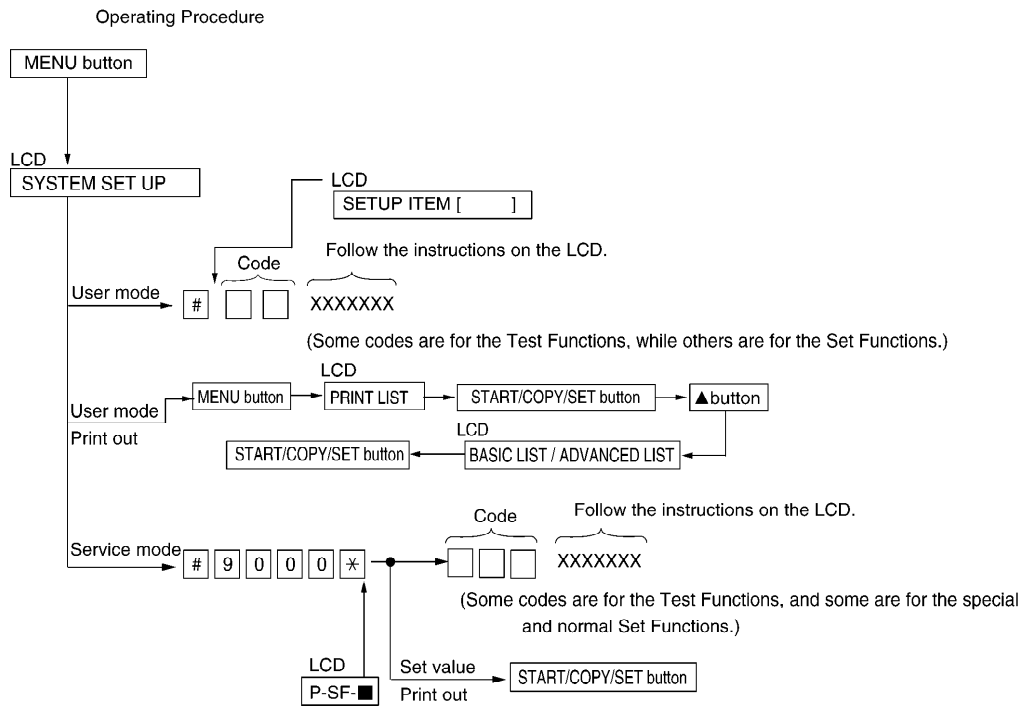 Operating Procedure
MENU button
LCD
SYSTEM SET UP
LCD
SETUP ITEM [ ]
Follow the instructions on the LCD.
Code
User mode
# XXXXXXX
(Some codes are for the Test Functions, while others are for the Set Functions.)
User mode
Print out
MENU button
LCD
PRINT LIST
START/COPY/SET button
▲button
LCD
BASIC LIST / ADVANCED LIST
START/COPY/SET button
Service mode
# 9 0 0 0 *
Code
Follow the instructions on the LCD.
XXXXXXX
(Some codes are for the Test Functions, and some are for the special
and normal Set Functions.)
LCD
P-SF-■
Set value
Print out
START/COPY/SET button